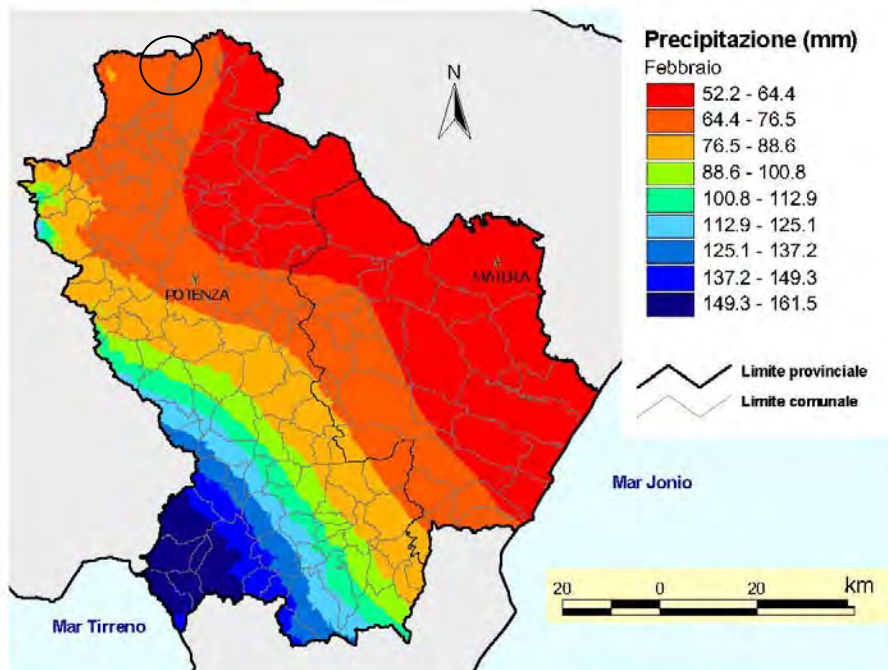 Precipitazione (mm)
Febbraio
52.2 - 64.4
64.4 - 76.5
76.5 - 88.6
88.6 - 100.8
100.8 - 112.9
112.9 - 125.1
125.1 - 137.2
137.2 - 149.3
149.3 - 161.5
Limite provinciale
Limite comunale
N
POTENZA
MATERA
Mar Jonio
Mar Tirreno
20 0 20 km